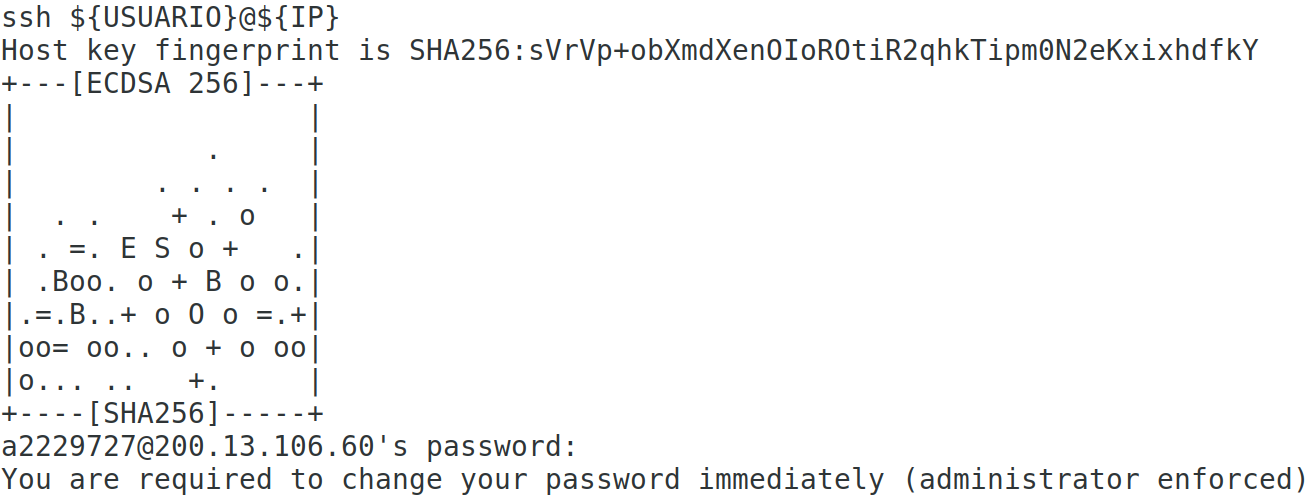 ssh ${USUARIO}@${IP}
Host key fingerprint is SHA256:sVrVp+obXmdXenOIoROtiR2qhkTipm0N2eKxixhdfkY
+---[ECDSA 256]---+
|                 |
|           .     |
|        . . . .  |
|  . .    + . o   |
| . =. E S o +   .|
| .Boo. o + B o o.|
|.=.B..+ o O o =.+|
|oo= oo.. o + o oo|
|o... ..   +.     |
+----[SHA256]-----+
a2229727@200.13.106.60's password:
You are required to change your password immediately (administrator enforced)